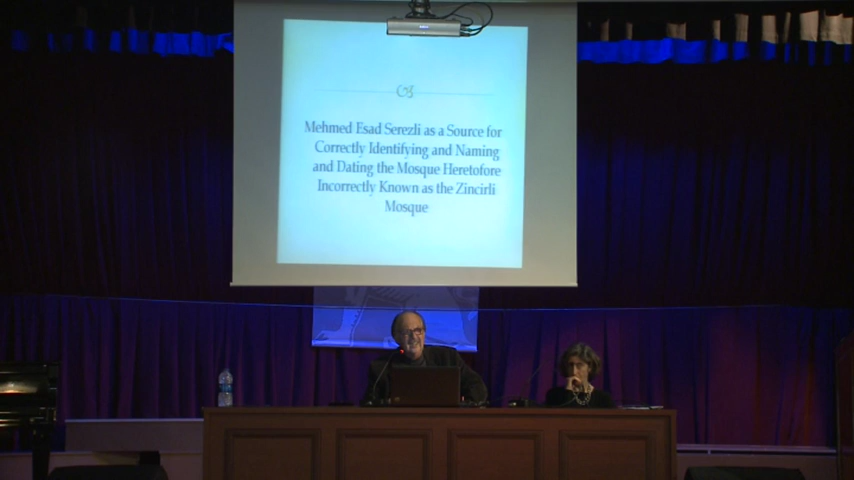 Mehmed Esad Serezli as a Source for
Correctly Identifying and Naming
and Dating the Mosque Heretofore
Incorrectly Known as the Zincirli
Mosque